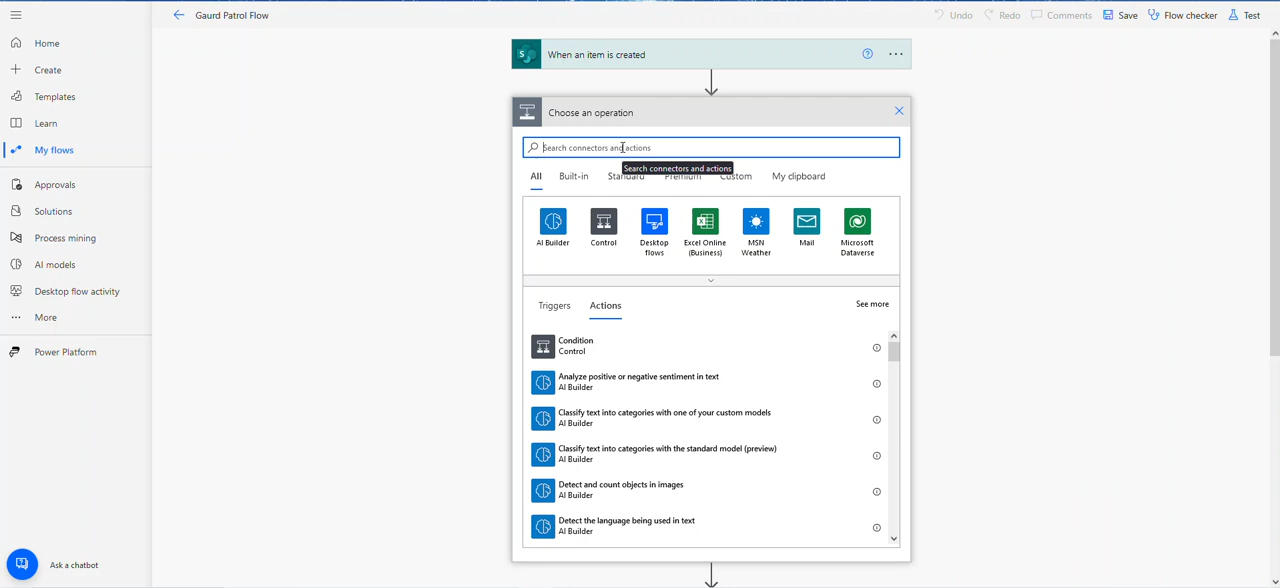 Gaurd Patrol Flow
Undo
Redo
Comments
Save
Flow checker
Test
Home
Create
Templates
Learn
My flows
Approvals
Solutions
Process mining
AI models
Desktop flow activity
More
Power Platform
Ask a chatbot
S
When an item is created
Choose an operation
Search connectors and actions
Search connectors and actions
All
Built-in
Standard
Premium
Custom
My clipboard
AI Builder
Control
Desktop
flows
Excel Online
(Business)
MSN
Weather
Mail
Microsoft
Dataverse
Triggers
Actions
See more
Condition
Control
Analyze positive or negative sentiment in text
AI Builder
Classify text into categories with one of your custom models
AI Builder
Classify text into categories with the standard model (preview)
AI Builder
Detect and count objects in images
AI Builder
Detect the language being used in text
AI Builder